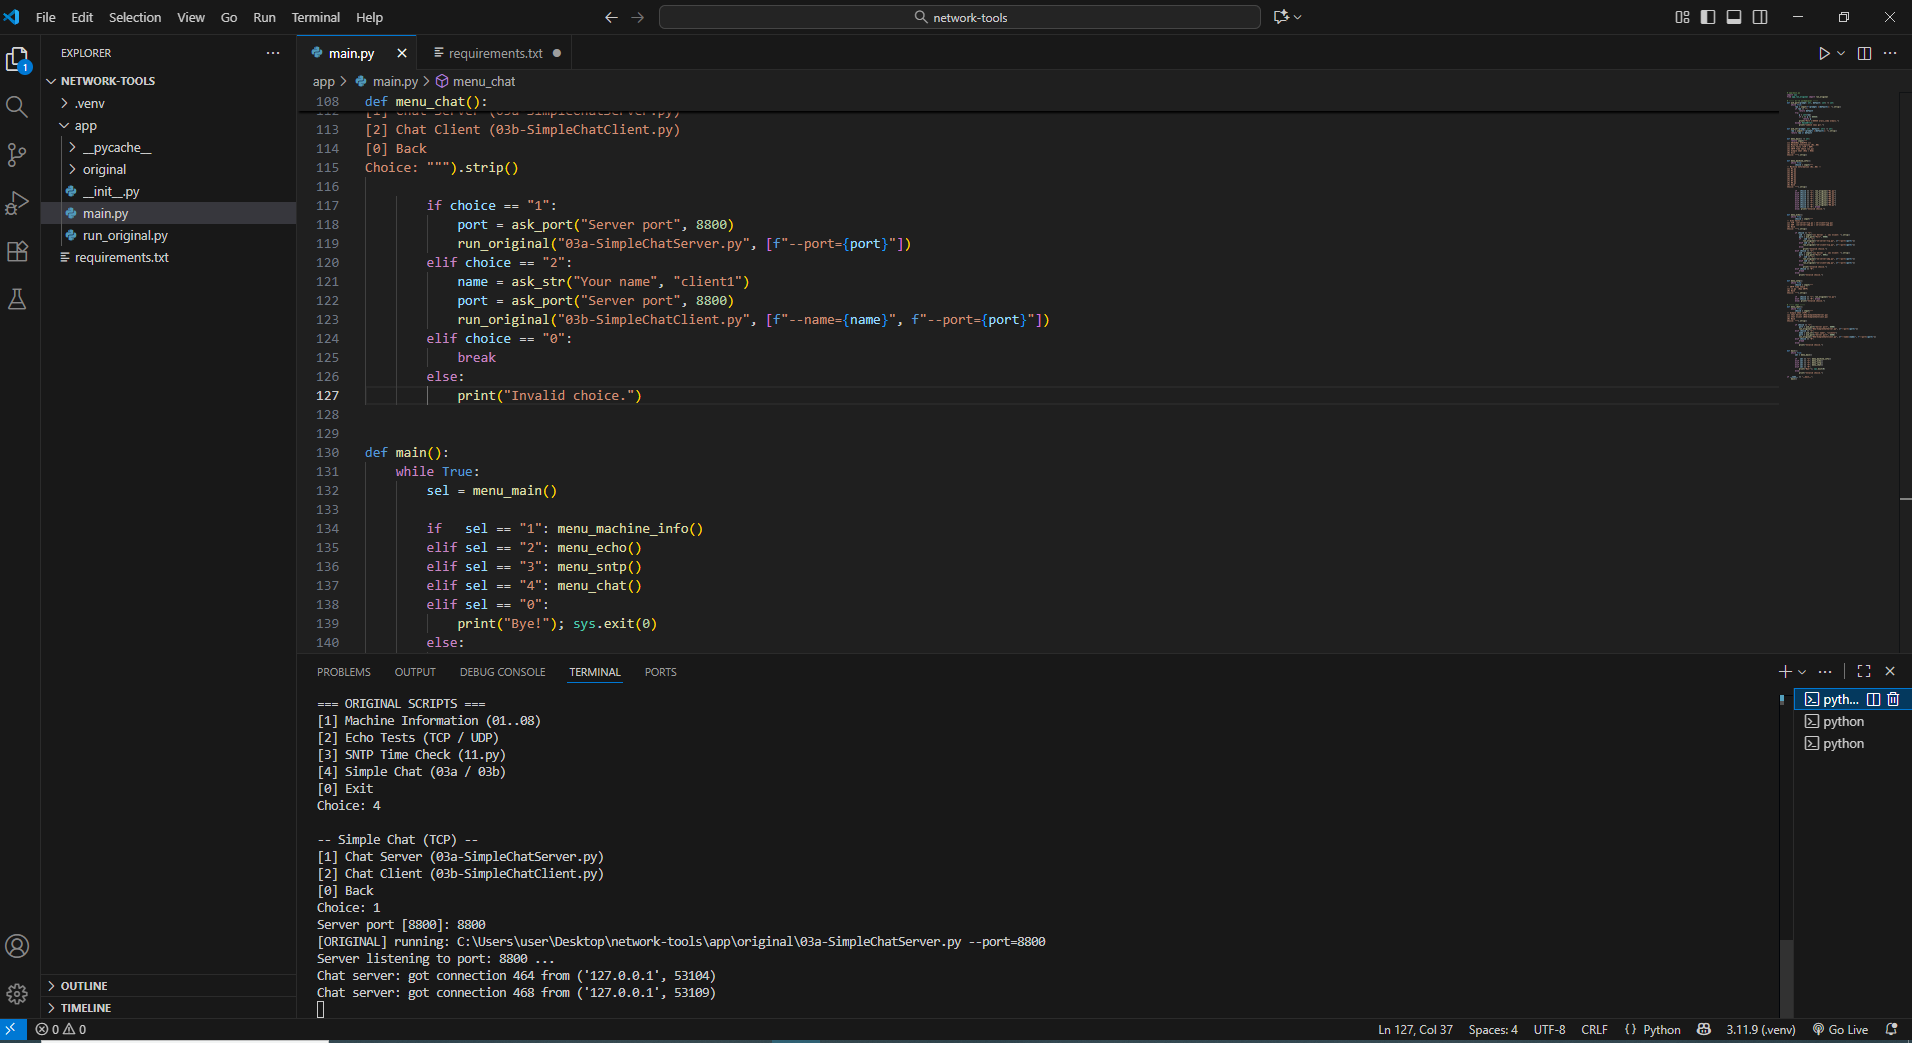 File Edit Selection View Go Run Terminal Help
network-tools
EXPLORER
main.py
requirements.txt
1
NETWORK-TOOLS
.venv
app
__pycache__
original
__init__.py
main.py
run_original.py
requirements.txt
OUTLINE
TIMELINE
app > main.py > menu_chat
108 def menu_chat():
112 [1] Chat Server (03a-SimpleChatServer.py)
113 [2] Chat Client (03b-SimpleChatClient.py)
114 [0] Back
115 Choice: """).strip()
116
117 if choice == "1":
118 port = ask_port("Server port", 8800)
119 run_original("03a-SimpleChatServer.py", [f"--port={port}"])
120 elif choice == "2":
121 name = ask_str("Your name", "client1")
122 port = ask_port("Server port", 8800)
123 run_original("03b-SimpleChatClient.py", [f"--name={name}", f"--port={port}"])
124 elif choice == "0":
125 break
126 else:
127 print("Invalid choice.")
128
129
130 def main():
131 while True:
132 sel = menu_main()
133
134 if   sel == "1": menu_machine_info()
135 elif sel == "2": menu_echo()
136 elif sel == "3": menu_sntp()
137 elif sel == "4": menu_chat()
138 elif sel == "0":
139 print("Bye!"); sys.exit(0)
140 else:
PROBLEMS OUTPUT DEBUG CONSOLE TERMINAL PORTS
=== ORIGINAL SCRIPTS ===
[1] Machine Information (01..08)
[2] Echo Tests (TCP / UDP)
[3] SNTP Time Check (11.py)
[4] Simple Chat (03a / 03b)
[0] Exit
Choice: 4
-- Simple Chat (TCP) --
[1] Chat Server (03a-SimpleChatServer.py)
[2] Chat Client (03b-SimpleChatClient.py)
[0] Back
Choice: 1
Server port [8800]: 8800
[ORIGINAL] running: C:\Users\user\Desktop\network-tools\app\original\03a-SimpleChatServer.py --port=8800
Server listening to port: 8800 ...
Chat server: got connection 464 from ('127.0.0.1', 53104)
Chat server: got connection 468 from ('127.0.0.1', 53109)
pyth...
python
python
0 0
Ln 127, Col 37 Spaces: 4 UTF-8 CRLF {} Python 3.11.9 (.venv) Go Live